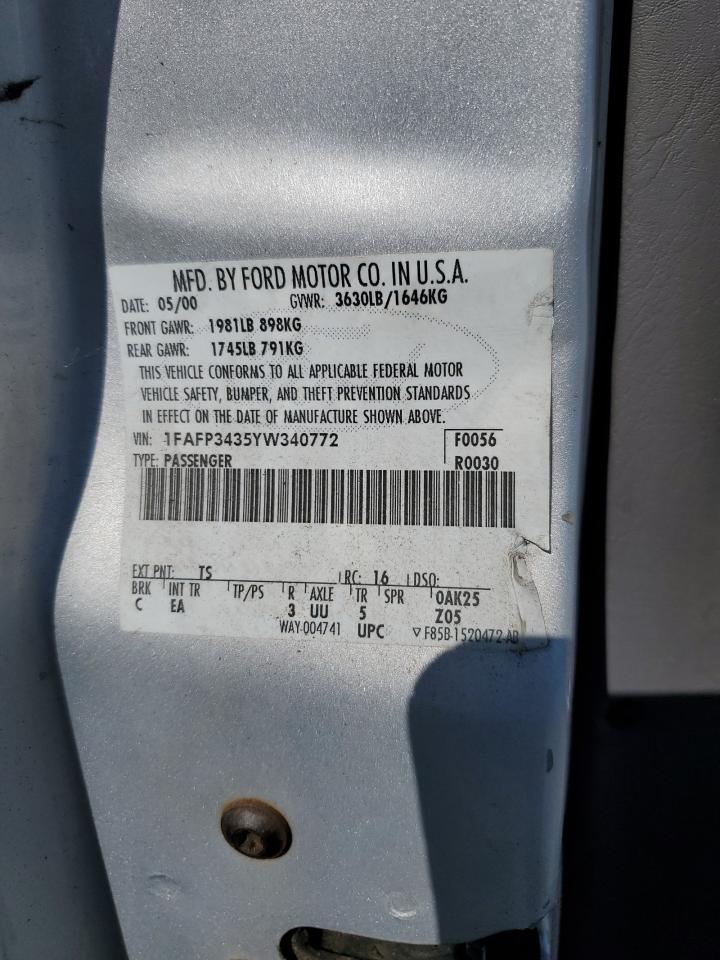 MFD. BY FORD MOTOR CO. IN U.S.A.
DATE: 05/00 GVWR: 3630LB/1646KG
FRONT GAWR: 1981LB 898KG
REAR GAWR: 1745LB 791KG
THIS VEHICLE CONFORMS TO ALL APPLICABLE FEDERAL MOTOR
VEHICLE SAFETY, BUMPER, AND THEFT PREVENTION STANDARDS
IN EFFECT ON THE DATE OF MANUFACTURE SHOWN ABOVE.
VIN: 1FAFP3435YW340772 F0056
TYPE: PASSENGER R0030
EXT PNT: TS RC: 16 DSO:
BRK INT TR TP/PS R AXLE TR SPR 0AK25
C EA 3 UU 5 Z05
WAY-004741 UPC ▽F85B-1520472-AB